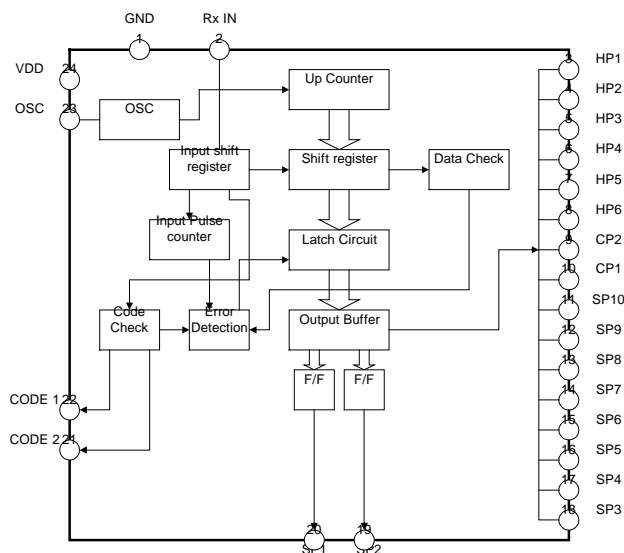 GND
Rx IN
1
2
VDD
24
OSC
23
OSC
Up Counter
Input shift
register
Shift register
Data Check
Input Pulse
counter
Latch Circuit
Code
Check
Error
Detection
Output Buffer
F/F
F/F
CODE 1
22
CODE 2
21
20
SP1
19
SP2
3
HP1
4
HP2
5
HP3
6
HP4
7
HP5
8
HP6
9
CP2
10
CP1
11
SP10
12
SP9
13
SP8
14
SP7
15
SP6
16
SP5
17
SP4
18
SP3